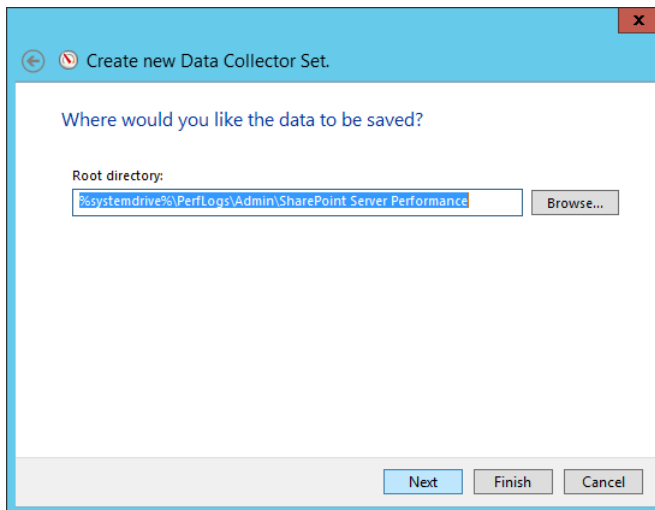 x
Create new Data Collector Set.
Where would you like the data to be saved?
Root directory:
%systemdrive%\PerfLogs\Admin\SharePoint Server Performance
Browse...
Next
Finish
Cancel